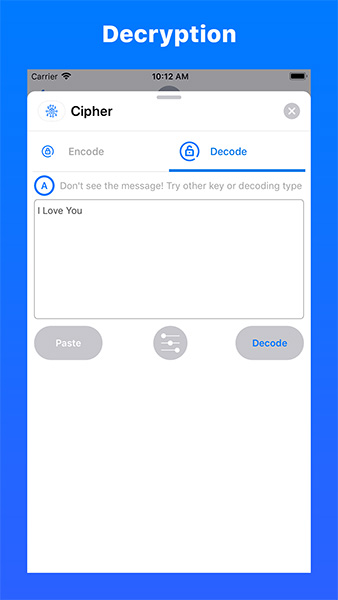 Decryption
Carrier 10:12 AM
Cipher
Encode Decode
A Don't see the message! Try other key or decoding type
I Love You
Paste Decode